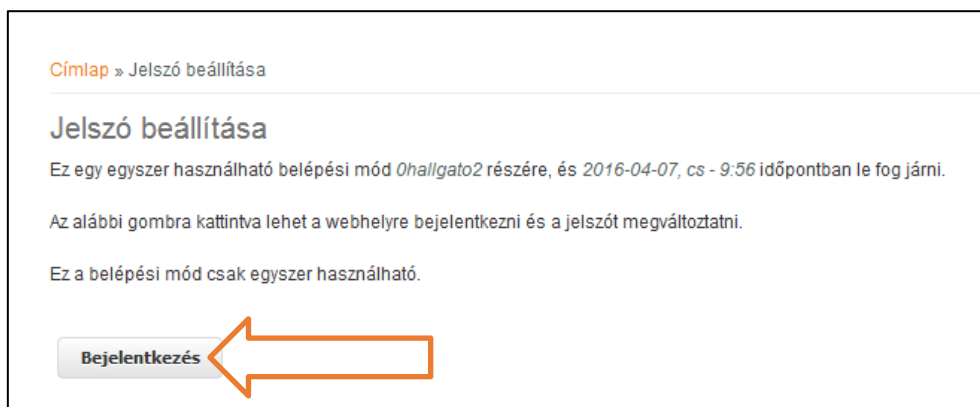 Címlap » Jelszó beállítása
Jelszó beállítása
Ez egy egyszer használható belépési mód 0hallgato2 részére, és 2016-04-07, cs - 9:56 időpontban le fog járni.
Az alábbi gombra kattintva lehet a webhelyre bejelentkezni és a jelszót megváltoztatni.
Ez a belépési mód csak egyszer használható.
Bejelentkezés